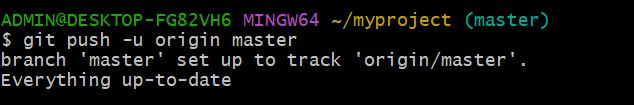 ADMIN@DESKTOP-FG82VH6 MINGW64 ~/myproject (master)
$ git push -u origin master
branch 'master' set up to track 'origin/master'.
Everything up-to-date